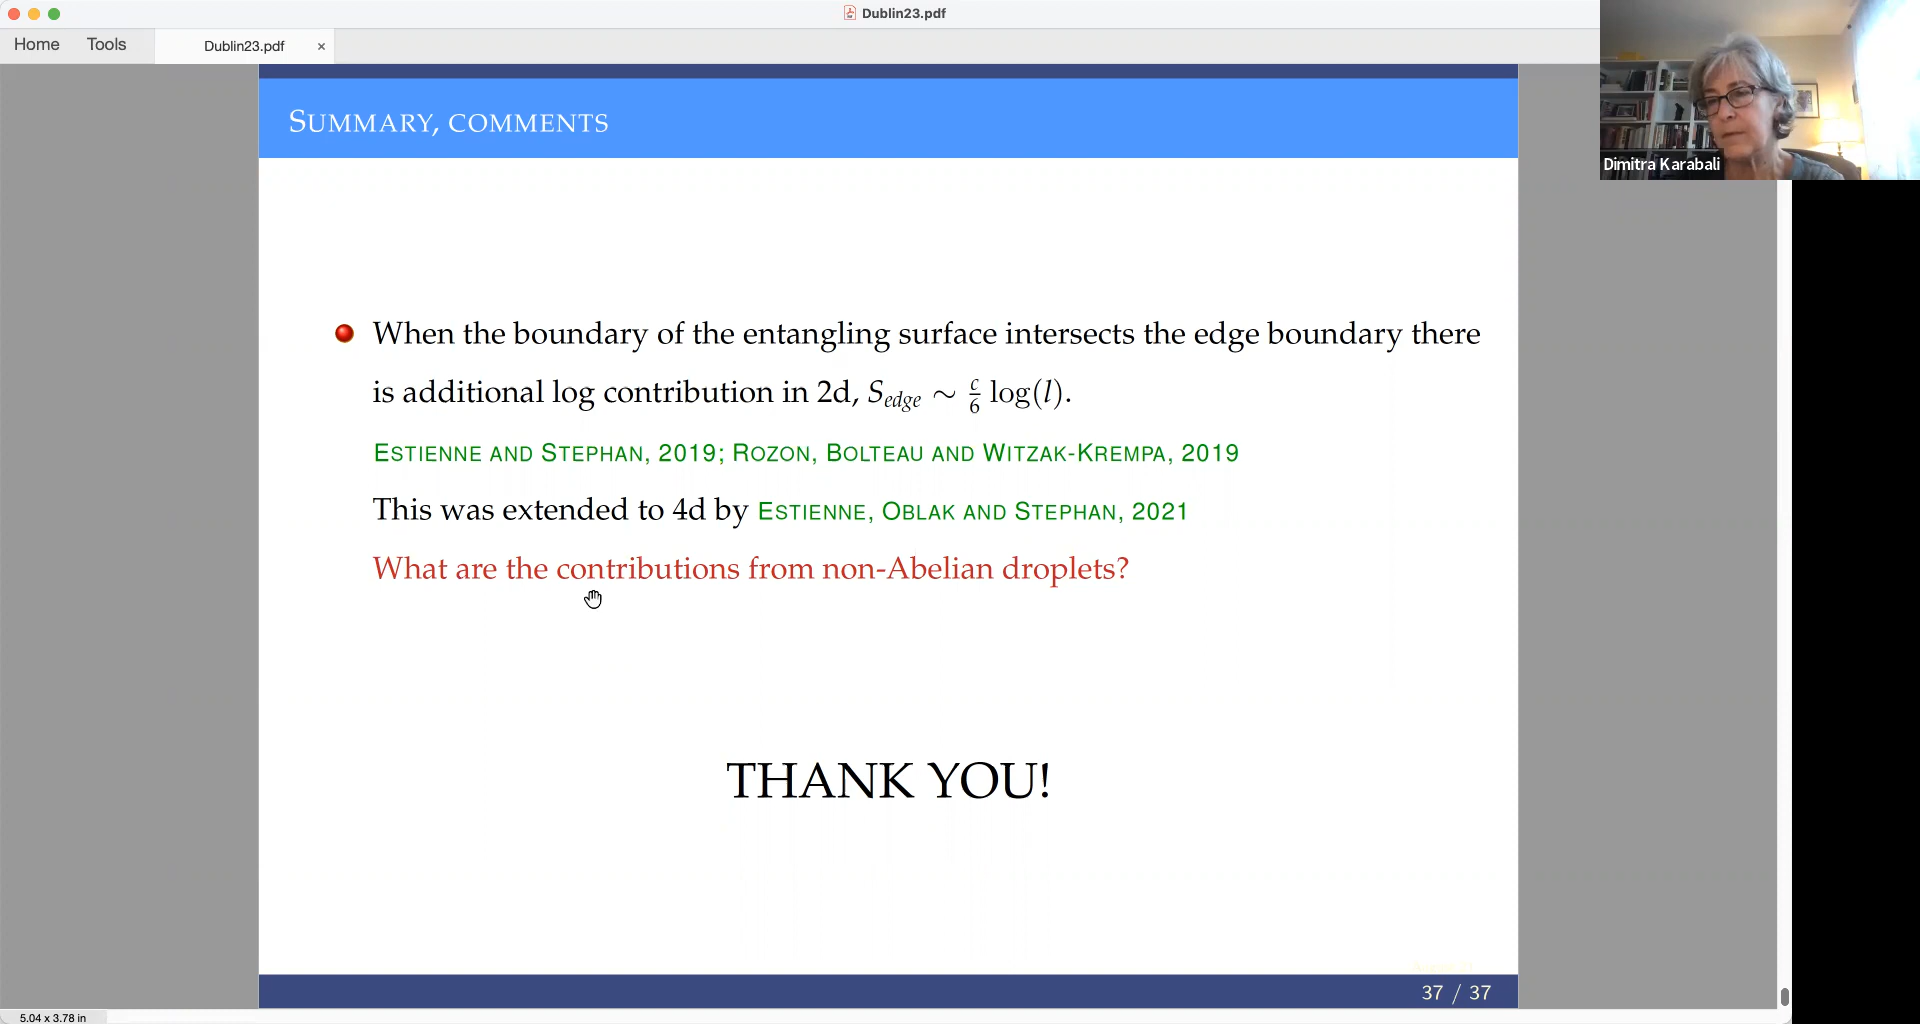 Dublin23.pdf
Home Tools Dublin23.pdf ×
SUMMARY, COMMENTS
When the boundary of the entangling surface intersects the edge boundary there
is additional log contribution in 2d, S_edge ∼ c/6 log(l).
ESTIENNE AND STEPHAN, 2019; ROZON, BOLTEAU AND WITZAK-KREMPA, 2019
This was extended to 4d by ESTIENNE, OBLAK AND STEPHAN, 2021
What are the contributions from non-Abelian droplets?
THANK YOU!
37 / 37
5.04 x 3.78 in
Dimitra Karabali